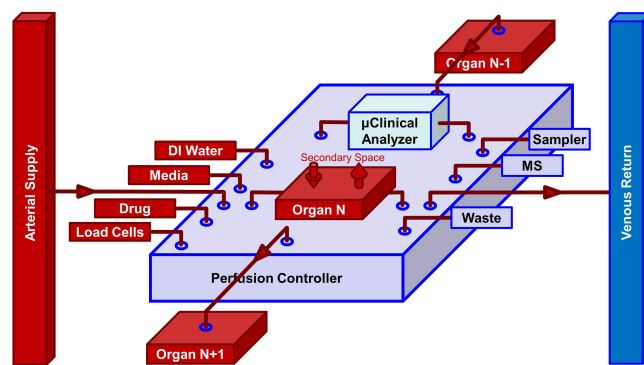 Organ N-1
µClinical
Analyzer
DI Water
Sampler
Secondary Space
Media
MS
Arterial Supply
Venous Return
Drug
Organ N
Waste
Load Cells
Perfusion Controller
Organ N+1